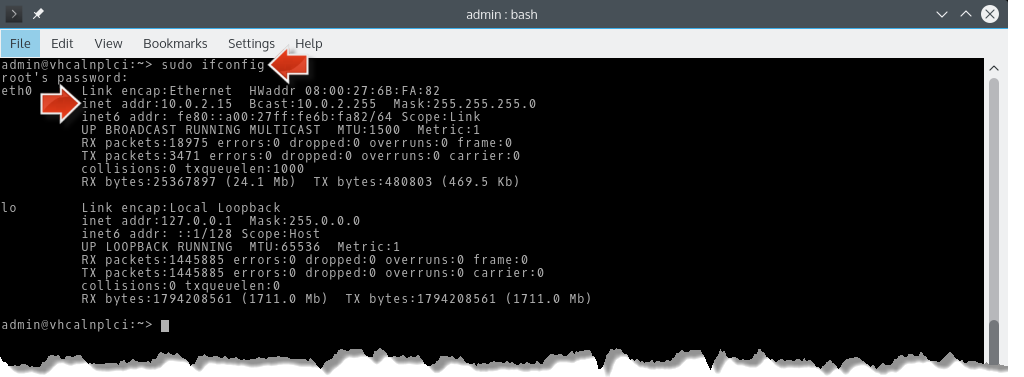 admin : bash
File Edit View Bookmarks Settings Help
admin@vhcalnplci:~> sudo ifconfig
root's password:
eth0 Link encap:Ethernet HWaddr 08:00:27:6B:FA:82
inet addr:10.0.2.15 Bcast:10.0.2.255 Mask:255.255.255.0
inet6 addr: fe80::a00:27ff:fe6b:fa82/64 Scope:Link
UP BROADCAST RUNNING MULTICAST MTU:1500 Metric:1
RX packets:18975 errors:0 dropped:0 overruns:0 frame:0
TX packets:3471 errors:0 dropped:0 overruns:0 carrier:0
collisions:0 txqueuelen:1000
RX bytes:25367897 (24.1 Mb) TX bytes:480803 (469.5 Kb)
lo Link encap:Local Loopback
inet addr:127.0.0.1 Mask:255.0.0.0
inet6 addr: ::1/128 Scope:Host
UP LOOPBACK RUNNING MTU:65536 Metric:1
RX packets:1445885 errors:0 dropped:0 overruns:0 frame:0
TX packets:1445885 errors:0 dropped:0 overruns:0 carrier:0
collisions:0 txqueuelen:0
RX bytes:1794208561 (1711.0 Mb) TX bytes:1794208561 (1711.0 Mb)
admin@vhcalnplci:~>